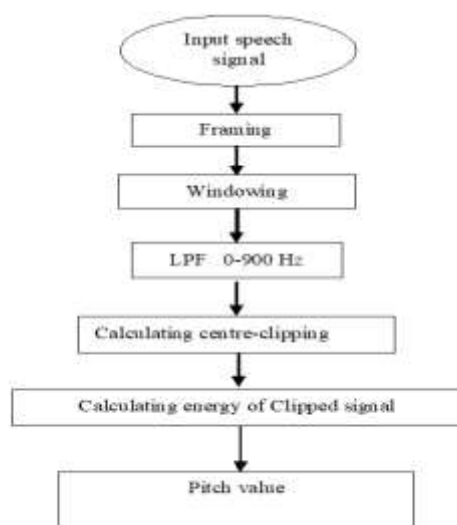 Input speech
signal
Framing
Windowing
LPF 0-900 Hz
Calculating centre-clipping
Calculating energy of Clipped signal
Pitch value